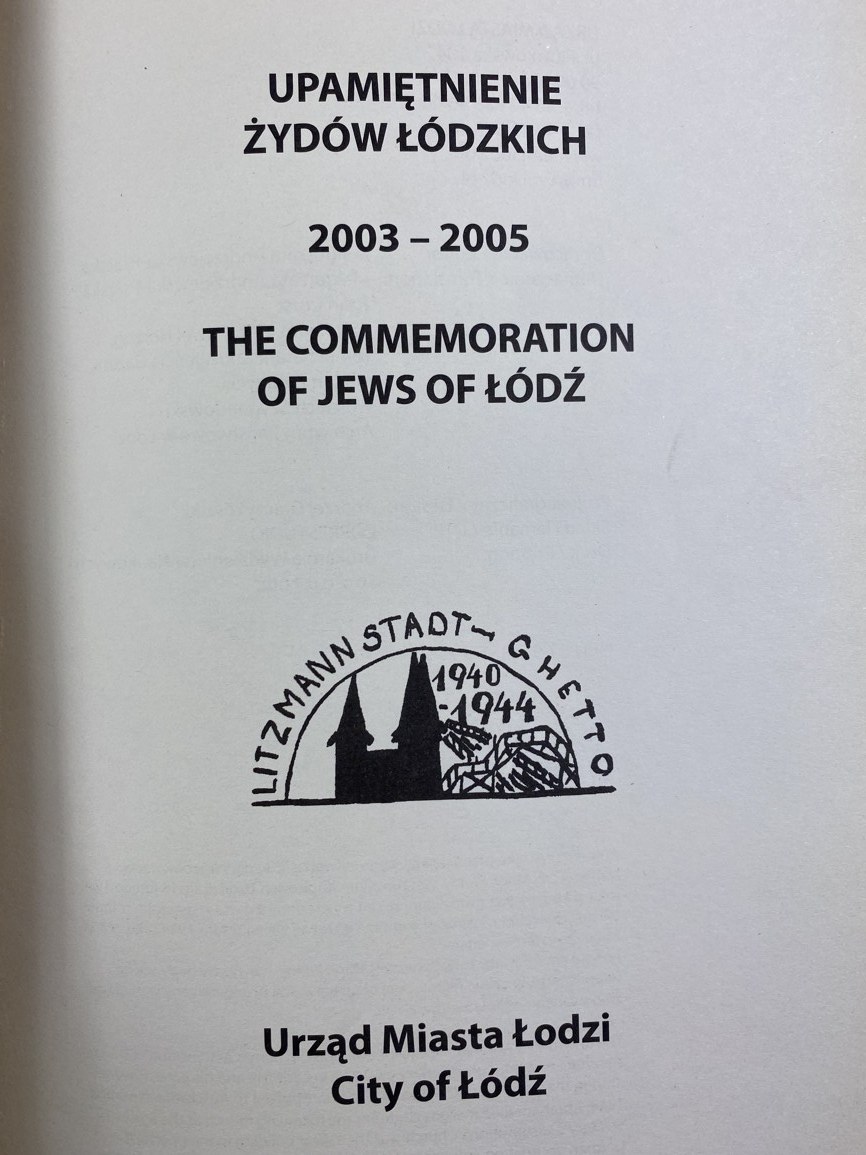 UPAMIĘTNIENIE
ŻYDÓW ŁÓDZKICH
2003 – 2005
THE COMMEMORATION
OF JEWS OF ŁÓDŹ
LITZMANNSTADT – GHETTO
1940
-1944
Urząd Miasta Łodzi
City of Łódź